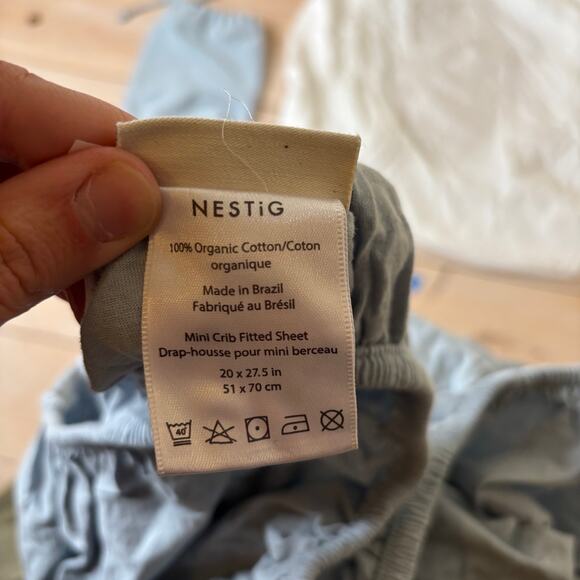 NESTiG
100% Organic Cotton/Coton
organique
Made in Brazil
Fabriqué au Brésil
Mini Crib Fitted Sheet
Drap-housse pour mini berceau
20 x 27.5 in
51 x 70 cm
40